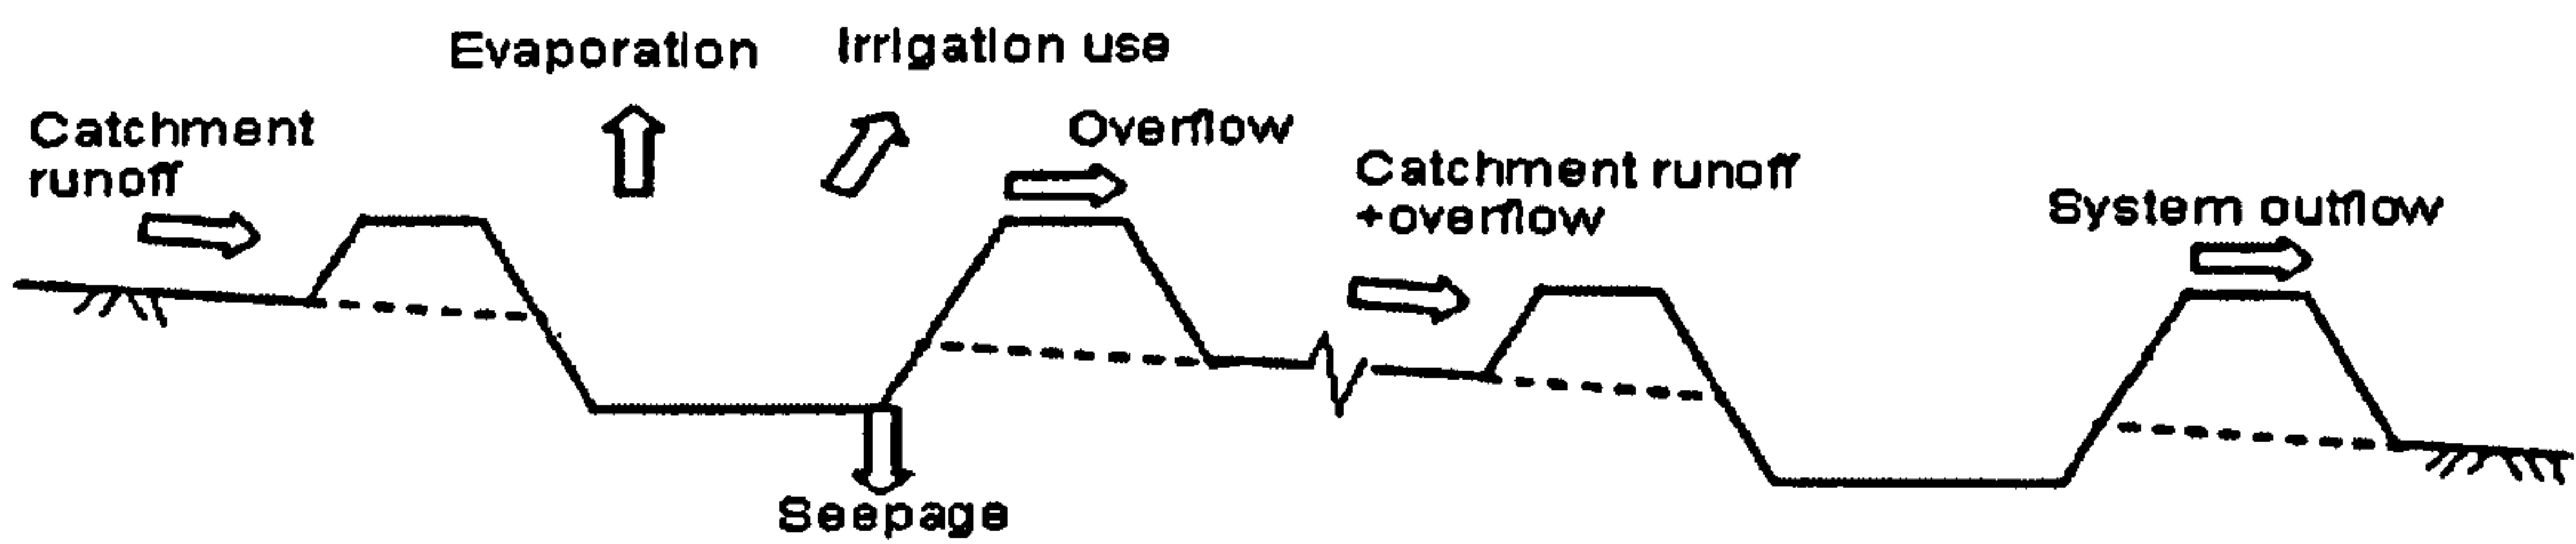 Evaporation
Irrigation use
Catchment
runoff
Overflow
Catchment runoff
+overflow
System outflow
Seepage